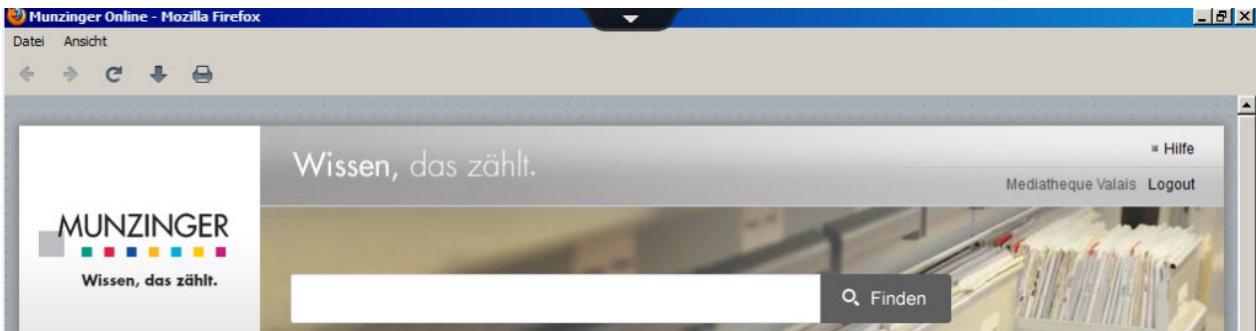 Munzinger Online - Mozilla Firefox
Datei Ansicht
Wissen, das zählt.
Hilfe
Mediatheque Valais Logout
MUNZINGER
Wissen, das zählt.
Finden